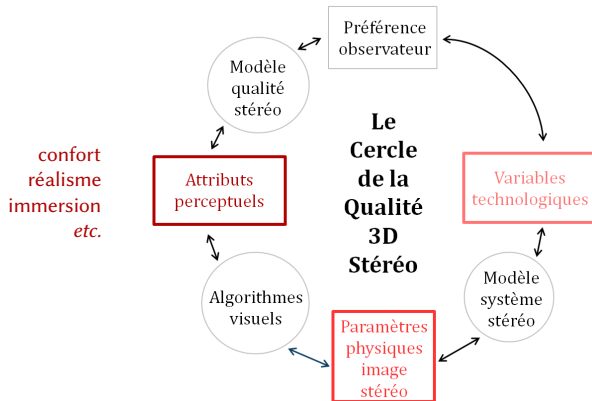 Préférence
observateur
Modèle
qualité
stéréo
Le
Cercle
de la
Qualité
3D
Stéréo
confort
réalisme
immersion
etc.
Attributs
perceptuels
Variables
technologiques
Algorithmes
visuels
Modèle
système
stéréo
Paramètres
physiques
image
stéréo